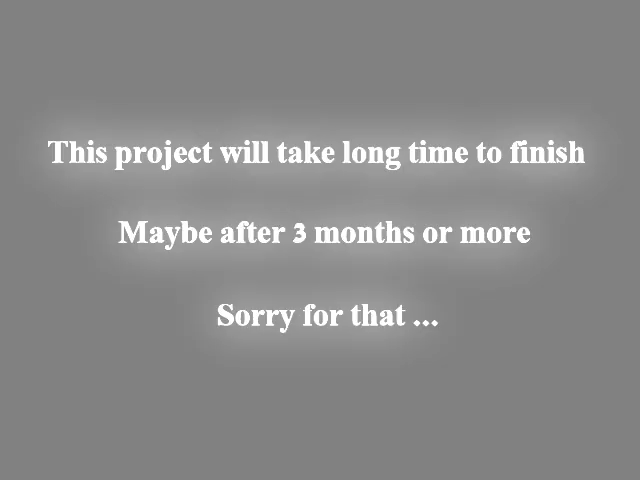 This project will take long time to finish
Maybe after 3 months or more
Sorry for that ...